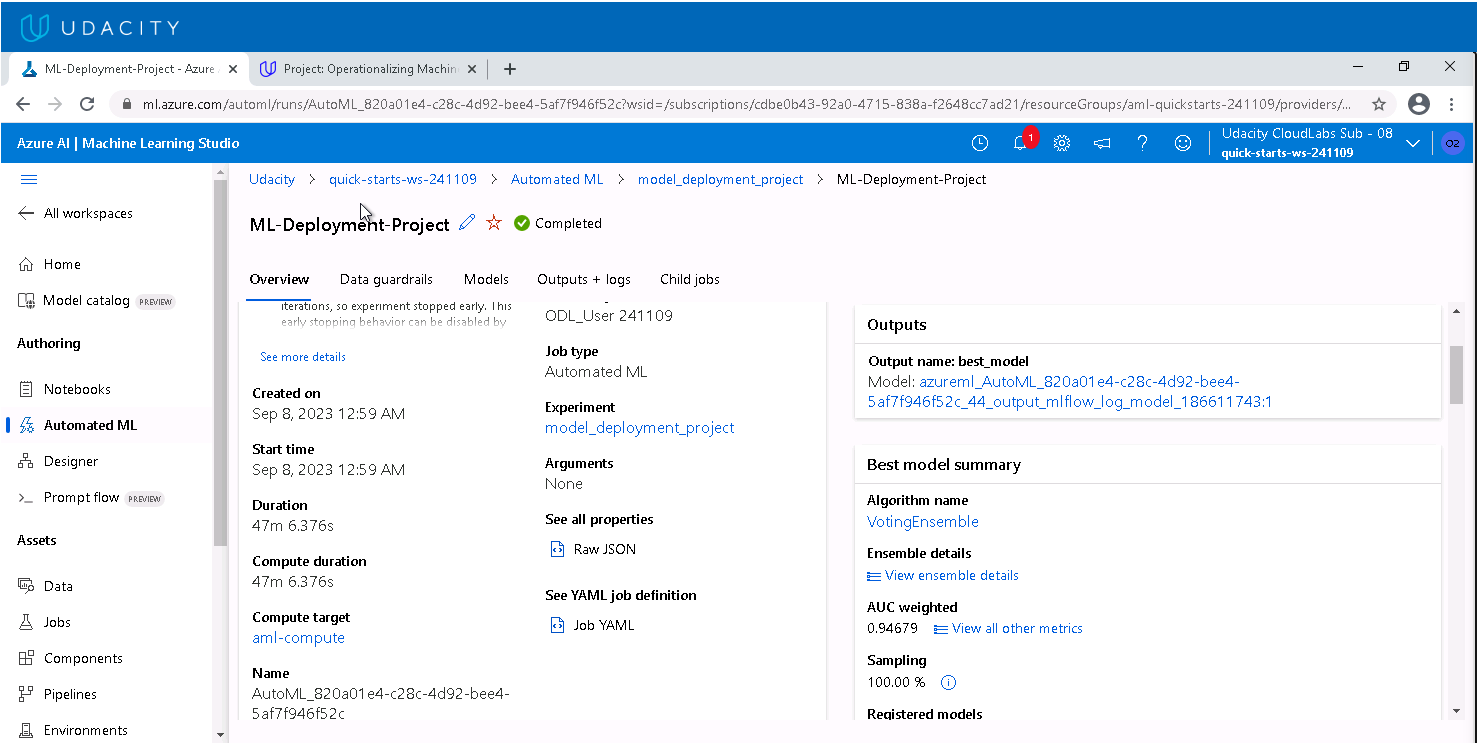 UDACITY
ML-Deployment-Project - Azure
Project: Operationalizing Machin
ml.azure.com/automl/runs/AutoML_820a01e4-c28c-4d92-bee4-5af7f946f52c?wsid=/subscriptions/cdbe0b43-92a0-4715-838a-f2648cc7ad21/resourceGroups/aml-quickstarts-241109/providers/...
Azure AI | Machine Learning Studio
1
Udacity CloudLabs Sub - 08
quick-starts-ws-241109
O2
All workspaces
Home
Model catalog PREVIEW
Authoring
Notebooks
Automated ML
Designer
Prompt flow PREVIEW
Assets
Data
Jobs
Components
Pipelines
Environments
Udacity > quick-starts-ws-241109 > Automated ML > model_deployment_project > ML-Deployment-Project
ML-Deployment-Project Completed
Overview Data guardrails Models Outputs + logs Child jobs
iterations, so experiment stopped early. This
early stopping behavior can be disabled by
See more details
Created on
Sep 8, 2023 12:59 AM
Start time
Sep 8, 2023 12:59 AM
Duration
47m 6.376s
Compute duration
47m 6.376s
Compute target
aml-compute
Name
AutoML_820a01e4-c28c-4d92-bee4-
5af7f946f52c
ODL_User 241109
Job type
Automated ML
Experiment
model_deployment_project
Arguments
None
See all properties
Raw JSON
See YAML job definition
Job YAML
Outputs
Output name: best_model
Model: azureml_AutoML_820a01e4-c28c-4d92-bee4-
5af7f946f52c_44_output_mlflow_log_model_186611743:1
Best model summary
Algorithm name
VotingEnsemble
Ensemble details
View ensemble details
AUC weighted
0.94679 View all other metrics
Sampling
100.00 %
Registered models